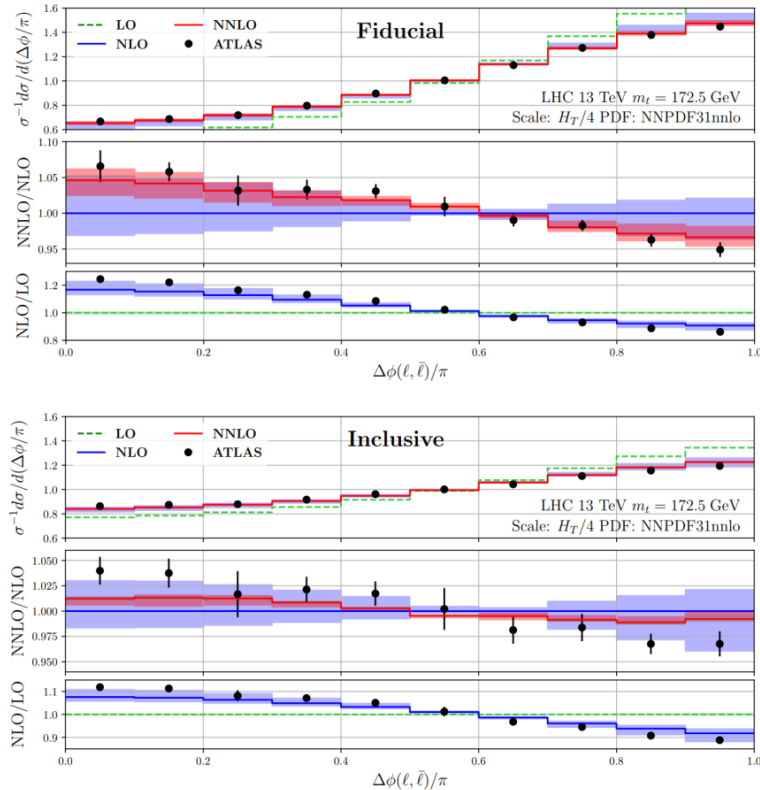 LO
NNLO
NLO
ATLAS
Fiducial
LHC 13 TeV m_t = 172.5 GeV
Scale: H_T/4 PDF: NNPDF31nnlo
σ⁻¹dσ/d(Δϕ/π)
1.6
1.4
1.2
1.0
0.8
0.6
NNLO/NLO
1.10
1.05
1.00
0.95
NLO/LO
1.2
1.0
0.8
0.0 0.2 0.4 0.6 0.8 1.0
Δϕ(ℓ, ℓ̄)/π
LO
NNLO
NLO
ATLAS
Inclusive
LHC 13 TeV m_t = 172.5 GeV
Scale: H_T/4 PDF: NNPDF31nnlo
σ⁻¹dσ/d(Δϕ/π)
1.6
1.4
1.2
1.0
0.8
0.6
NNLO/NLO
1.050
1.025
1.000
0.975
0.950
NLO/LO
1.1
1.0
0.9
0.0 0.2 0.4 0.6 0.8 1.0
Δϕ(ℓ, ℓ̄)/π